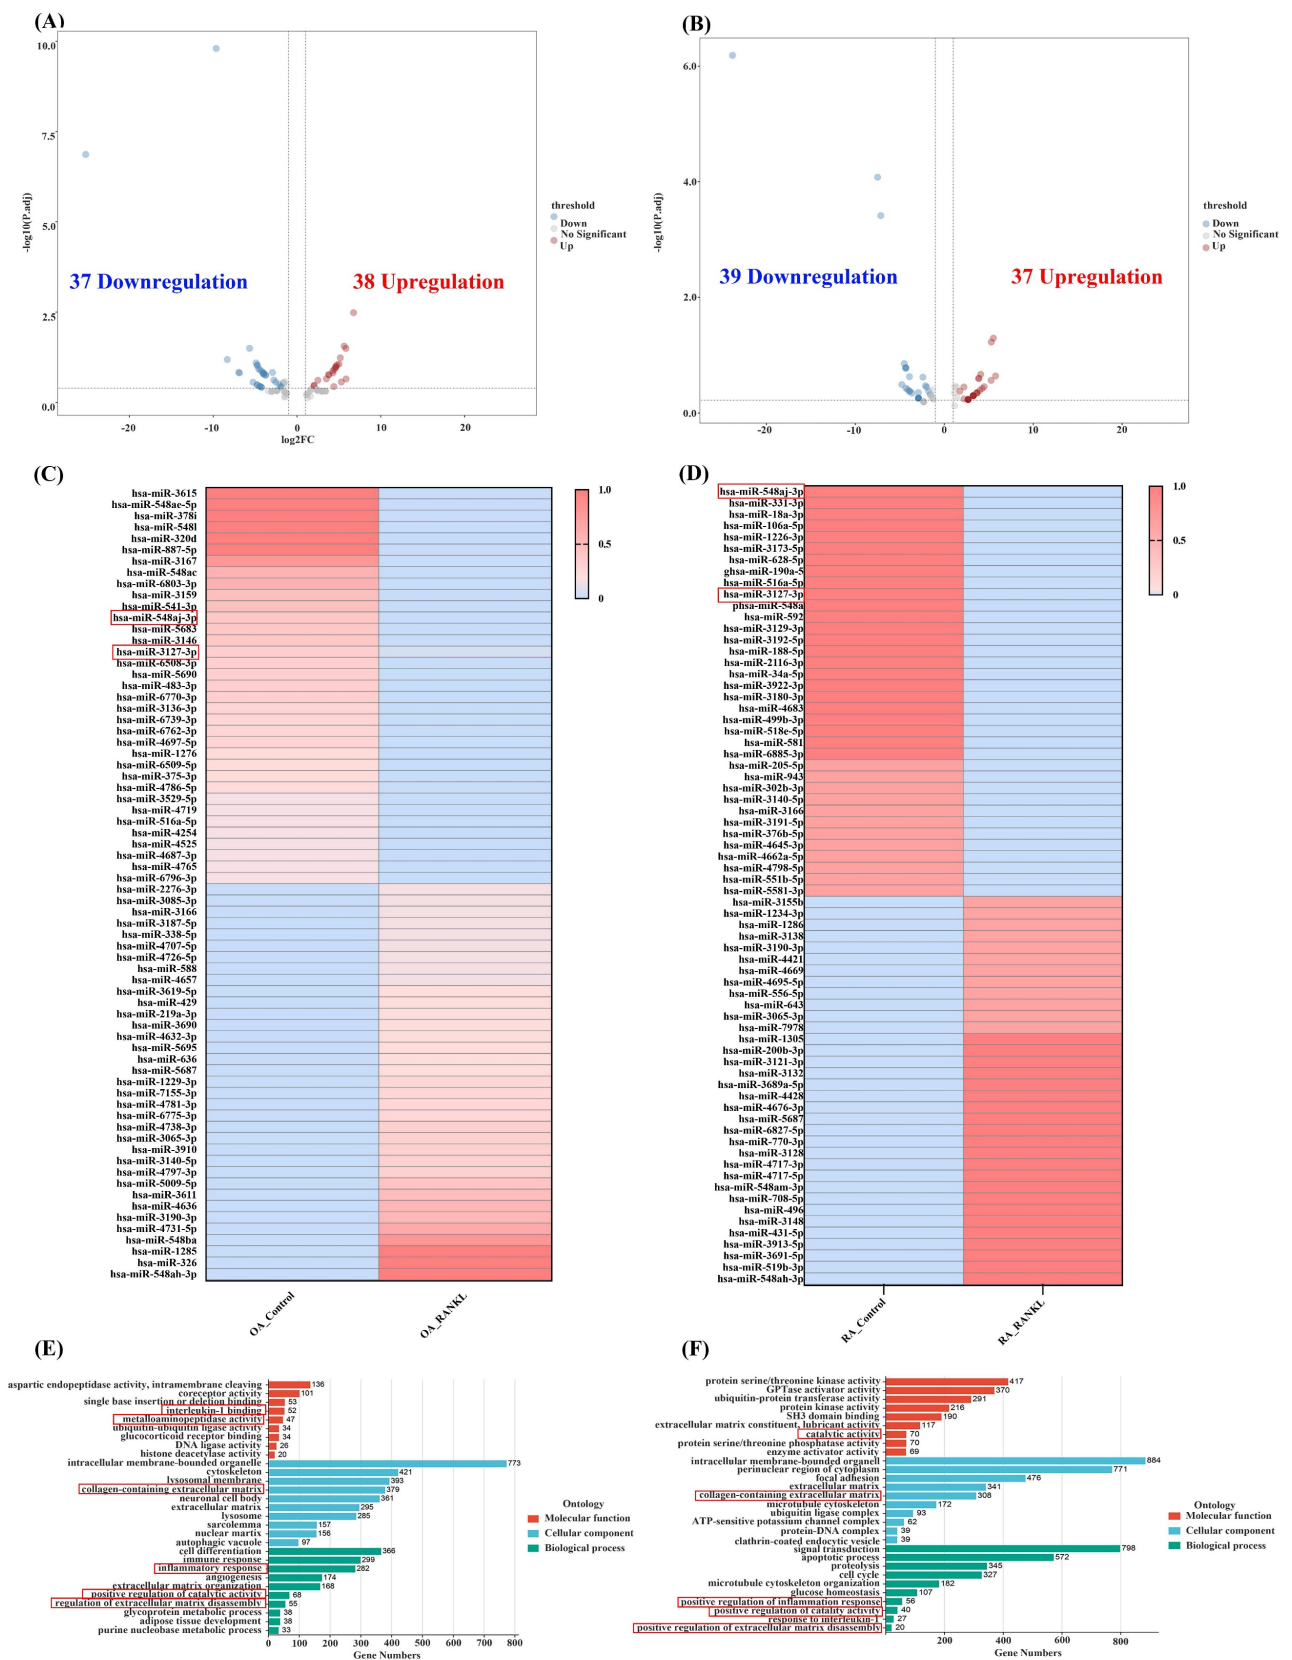 (A)
10.0
7.5
5.0
2.5
0.0
-log10(P.adj)
-20
-10
0
10
20
log2FC
37 Downregulation
38 Upregulation
threshold
Down
No Significant
Up
(B)
6.0
4.0
2.0
0.0
-log10(P.adj)
-20
-10
0
10
20
39 Downregulation
37 Upregulation
threshold
Down
No Significant
Up
(C)
hsa-miR-3615
hsa-miR-548ae-5p
hsa-miR-378i
hsa-miR-548l
hsa-miR-320d
hsa-miR-887-5p
hsa-miR-3167
hsa-miR-548ac
hsa-miR-6803-3p
hsa-miR-3159
hsa-miR-541-3p
hsa-miR-548aj-3p
hsa-miR-5683
hsa-miR-3146
hsa-miR-3127-3p
hsa-miR-6508-3p
hsa-miR-5690
hsa-miR-483-3p
hsa-miR-6770-3p
hsa-miR-3136-3p
hsa-miR-6739-3p
hsa-miR-6762-3p
hsa-miR-4697-5p
hsa-miR-1276
hsa-miR-6509-5p
hsa-miR-375-3p
hsa-miR-4786-5p
hsa-miR-3529-5p
hsa-miR-4719
hsa-miR-516a-5p
hsa-miR-4254
hsa-miR-4525
hsa-miR-4687-3p
hsa-miR-4765
hsa-miR-6796-3p
hsa-miR-2276-3p
hsa-miR-3085-3p
hsa-miR-3166
hsa-miR-3187-5p
hsa-miR-338-5p
hsa-miR-4707-5p
hsa-miR-4726-5p
hsa-miR-588
hsa-miR-4657
hsa-miR-3619-5p
hsa-miR-429
hsa-miR-219a-3p
hsa-miR-3690
hsa-miR-4632-3p
hsa-miR-5695
hsa-miR-636
hsa-miR-5687
hsa-miR-1229-3p
hsa-miR-7155-3p
hsa-miR-4781-3p
hsa-miR-6775-3p
hsa-miR-4738-3p
hsa-miR-3065-3p
hsa-miR-3910
hsa-miR-3140-5p
hsa-miR-4797-3p
hsa-miR-5009-5p
hsa-miR-3611
hsa-miR-4636
hsa-miR-3190-3p
hsa-miR-4731-5p
hsa-miR-548ba
hsa-miR-1285
hsa-miR-326
hsa-miR-548ah-3p
OA_Control
OA_RANKL
1.0
0.5
0
(D)
hsa-miR-548aj-3p
hsa-miR-331-3p
hsa-miR-18a-3p
hsa-miR-106a-5p
hsa-miR-1226-3p
hsa-miR-3173-5p
hsa-miR-628-5p
ghsa-miR-190a-5
hsa-miR-516a-5p
hsa-miR-3127-3p
phsa-miR-548a
hsa-miR-592
hsa-miR-3129-3p
hsa-miR-3192-5p
hsa-miR-188-5p
hsa-miR-2116-3p
hsa-miR-34a-5p
hsa-miR-3922-3p
hsa-miR-3180-3p
hsa-miR-4683
hsa-miR-499b-3p
hsa-miR-518e-5p
hsa-miR-581
hsa-miR-6885-3p
hsa-miR-205-5p
hsa-miR-943
hsa-miR-302b-3p
hsa-miR-3140-5p
hsa-miR-3166
hsa-miR-3191-5p
hsa-miR-376b-5p
hsa-miR-4645-3p
hsa-miR-4662a-5p
hsa-miR-4798-5p
hsa-miR-551b-5p
hsa-miR-5581-3p
hsa-miR-3155b
hsa-miR-1234-3p
hsa-miR-1286
hsa-miR-3138
hsa-miR-3190-3p
hsa-miR-4421
hsa-miR-4669
hsa-miR-4695-5p
hsa-miR-556-5p
hsa-miR-643
hsa-miR-3065-3p
hsa-miR-7978
hsa-miR-1305
hsa-miR-200b-3p
hsa-miR-3121-3p
hsa-miR-3132
hsa-miR-3689a-5p
hsa-miR-4428
hsa-miR-4676-3p
hsa-miR-5687
hsa-miR-6827-5p
hsa-miR-770-3p
hsa-miR-3128
hsa-miR-4717-3p
hsa-miR-4717-5p
hsa-miR-548am-3p
hsa-miR-708-5p
hsa-miR-496
hsa-miR-3148
hsa-miR-431-5p
hsa-miR-3913-5p
hsa-miR-3691-5p
hsa-miR-519b-3p
hsa-miR-548ah-3p
RA_Control
RA_RANKL
1.0
0.5
0
(E)
aspartic endopeptidase activity, intramembrane cleaving 136
coreceptor activity 101
single base insertion or deletion binding 53
interleukin-1 binding 52
metalloaminopeptidase activity 47
ubiquitin-ubiquitin ligase activity 34
glucocorticoid receptor binding 34
DNA ligase activity 26
histone deacetylase activity 20
intracellular membrane-bounded organelle 773
cytoskeleton 421
lysosomal membrane 393
collagen-containing extracellular matrix 379
neuronal cell body 361
extracellular matrix 295
lysosome 285
sarcolemma 157
nuclear martix 156
autophagic vacuole 97
cell differentiation 366
immune response 299
inflammatory response 282
angiogenesis 174
extracellular matrix organization 168
positive regulation of catalytic activity 68
regulation of extracellular matrix disassembly 55
glycoprotein metabolic process 38
adipose tissue development 38
purine nucleobase metabolic process 33
0 100 200 300 400 500 600 700 800
Gene Numbers
Ontology
Molecular function
Cellular component
Biological process
(F)
protein serine/threonine kinase activity 417
GPTase activator activity 370
ubiquitin-protein transferase activity 291
protein kinase activity 216
SH3 domain binding 190
extracellular matrix constituent, lubricant activity 117
catalytic activity 70
protein serine/threonine phosphatase activity 70
enzyme activator activity 69
intracellular membrane-bounded organell 884
perinuclear region of cytoplasm 771
focal adhesion 476
extracellular matrix 341
collagen-containing extracellular matrix 308
microtubule cytoskeleton 172
ubiquitin ligase complex 93
ATP-sensitive potassium channel complex 62
protein-DNA complex 39
clathrin-coated endocytic vesicle 39
signal transduction 798
apoptotic process 572
proteolysis 345
cell cycle 327
microtubule cytoskeleton organization 182
glucose homeostasis 107
positive regulation of inflammation response 56
positive regulation of catality activity 40
response to interleukin-1 27
positive regulation of extracellular matrix disassembly 20
200 400 600 800
Gene Numbers
Ontology
Molecular function
Cellular component
Biological process